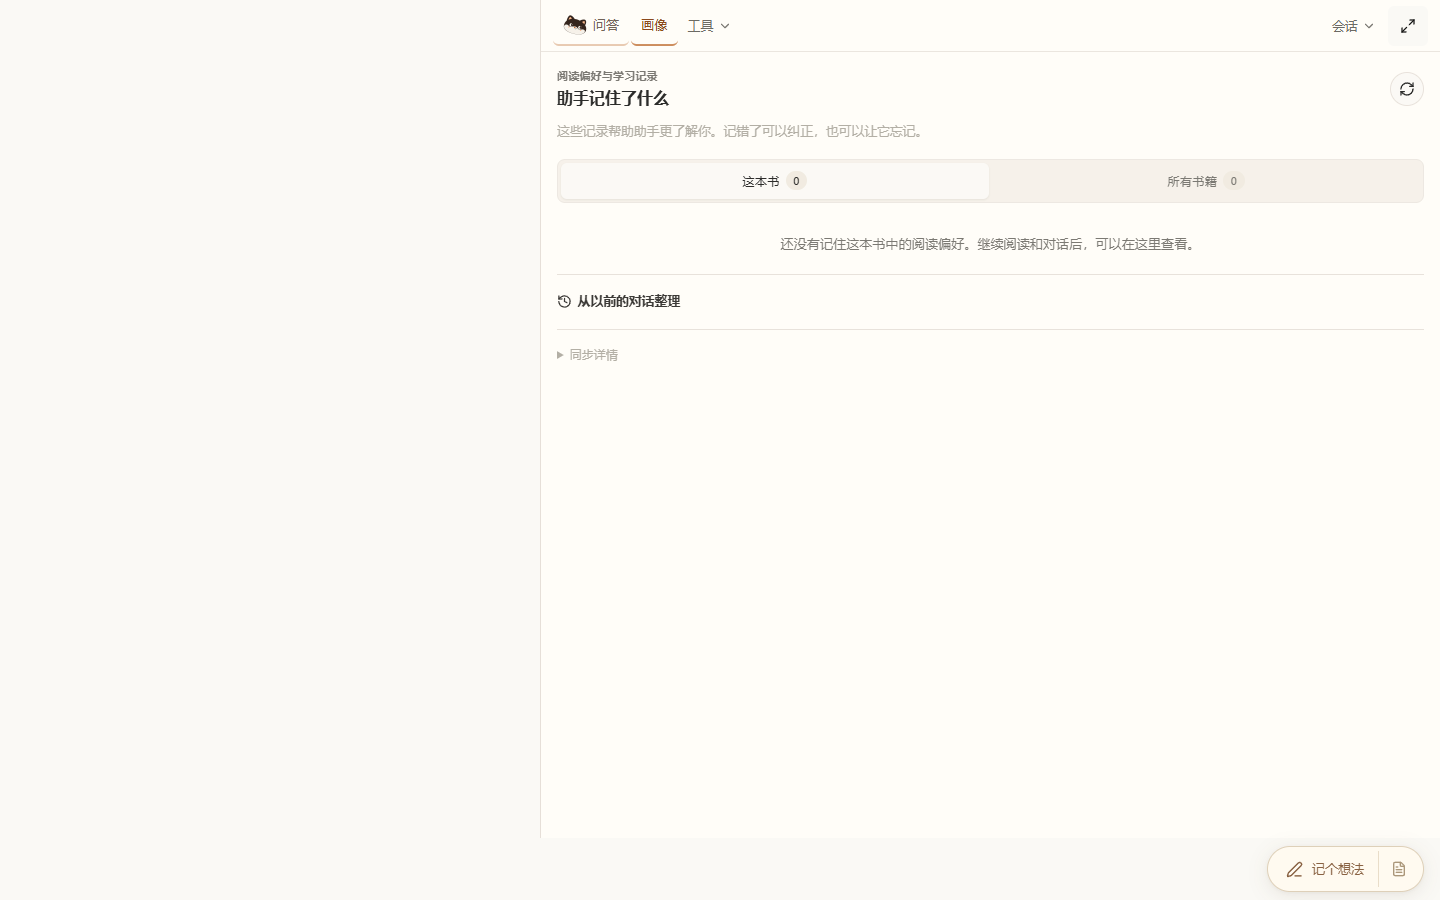 问答 画像 工具 会话
阅读偏好与学习记录
助手记住了什么
这些记录帮助助手更了解你。记错了可以纠正，也可以让它忘记。
这本书 0 所有书籍 0
还没有记住这本书中的阅读偏好。继续阅读和对话后，可以在这里查看。
从以前的对话整理
同步详情
记个想法